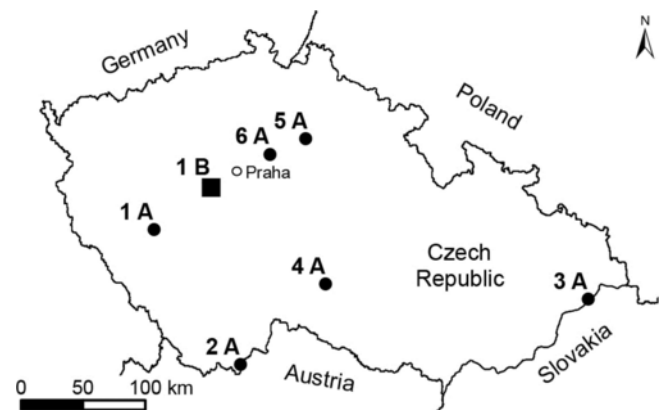 N
Germany
Poland
5 A
6 A
Praha
1 B
1 A
Czech
Republic
4 A
3 A
2 A
Slovakia
Austria
0 50 100 km